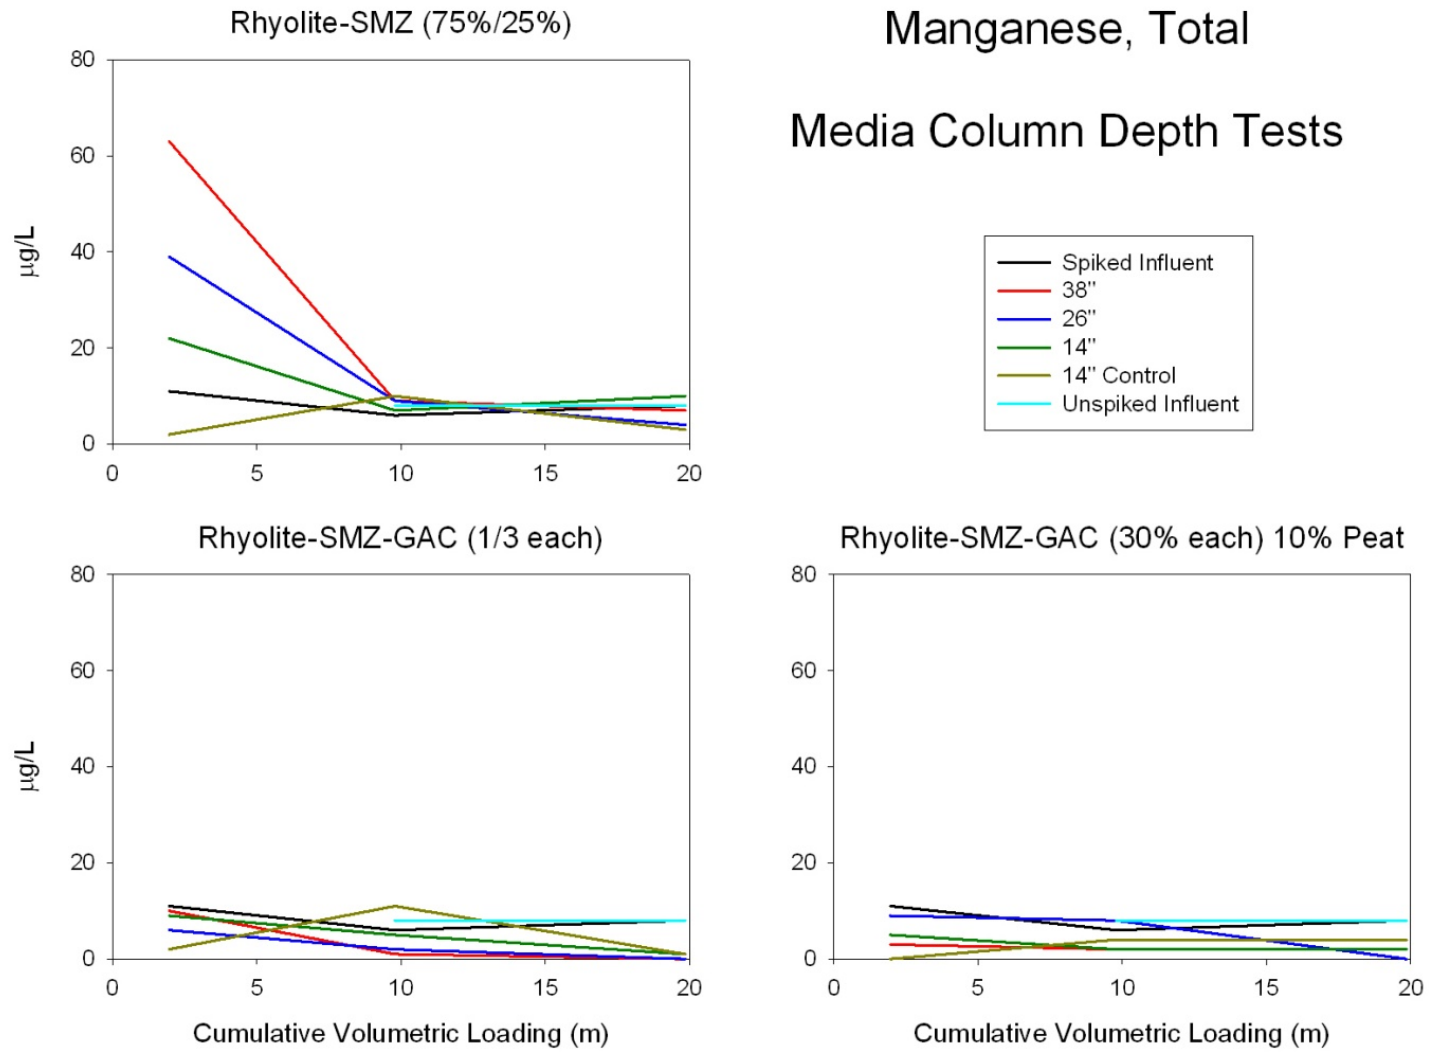 Rhyolite-SMZ (75%/25%)
Manganese, Total
Media Column Depth Tests
80
60
40
20
0
µg/L
0 5 10 15 20
Spiked Influent
38"
26"
14"
14" Control
Unspiked Influent
Rhyolite-SMZ-GAC (1/3 each)
80
60
40
20
0
µg/L
0 5 10 15 20
Cumulative Volumetric Loading (m)
Rhyolite-SMZ-GAC (30% each) 10% Peat
80
60
40
20
0
0 5 10 15 20
Cumulative Volumetric Loading (m)